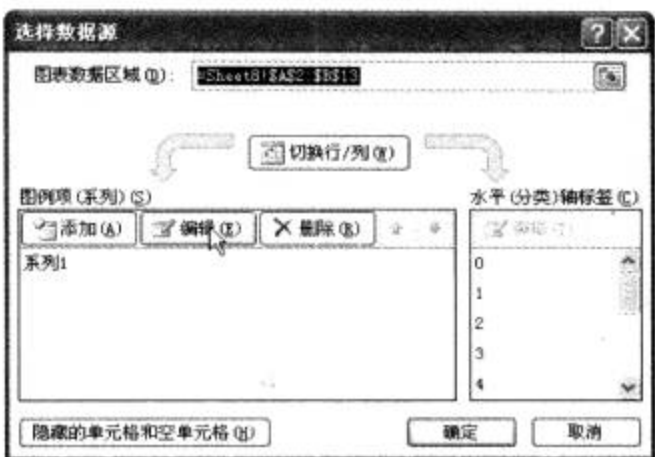 选择数据源
图表数据区域(D):
=Sheet8!$A$2:$B$13
切换行/列(W)
图例项(系列)(S)
水平(分类)轴标签(C)
添加(A) 编辑(E) 删除(R)
编辑(T)
系列1
0
1
2
3
4
隐藏的单元格和空单元格(H)
确定 取消